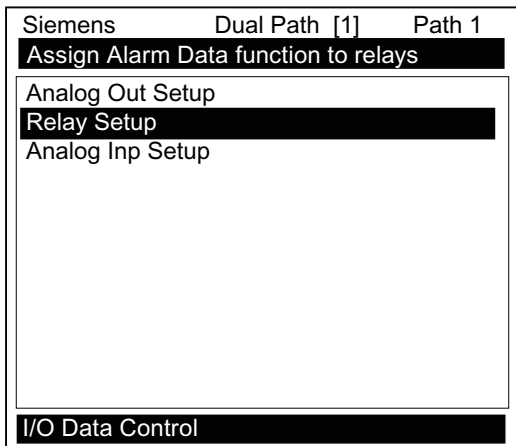 Siemens Dual Path [1] Path 1
Assign Alarm Data function to relays
Analog Out Setup
Relay Setup
Analog Inp Setup
I/O Data Control